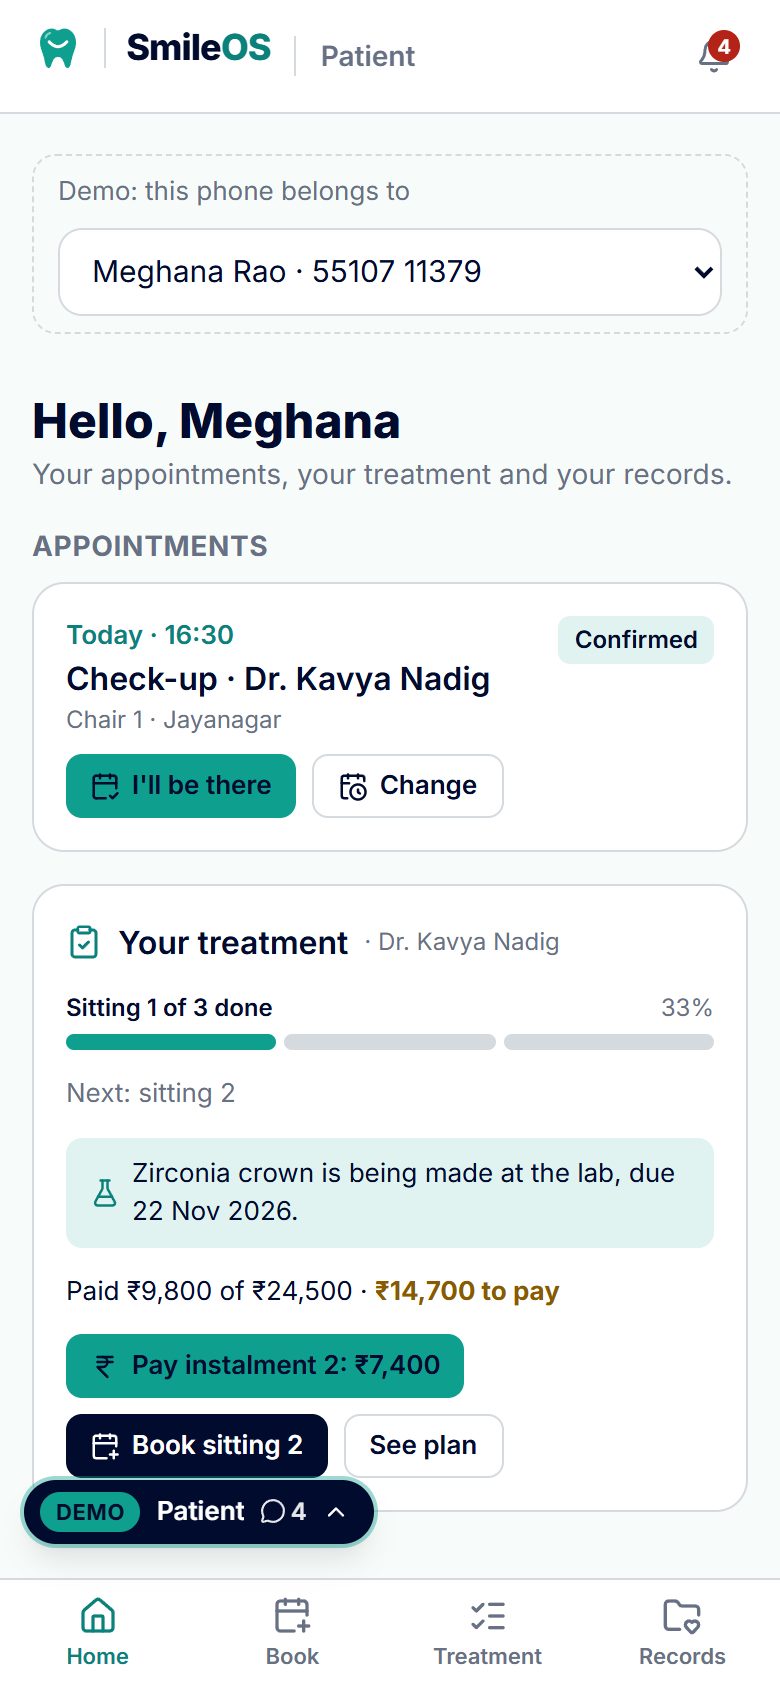 SmileOS
Patient
4
Demo: this phone belongs to
Meghana Rao · 55107 11379
Hello, Meghana
Your appointments, your treatment and your records.
APPOINTMENTS
Today · 16:30
Confirmed
Check-up · Dr. Kavya Nadig
Chair 1 · Jayanagar
I'll be there
Change
Your treatment · Dr. Kavya Nadig
Sitting 1 of 3 done
33%
Next: sitting 2
Zirconia crown is being made at the lab, due
22 Nov 2026.
Paid ₹9,800 of ₹24,500 · ₹14,700 to pay
₹ Pay instalment 2: ₹7,400
Book sitting 2
See plan
DEMO Patient 4
Home
Book
Treatment
Records